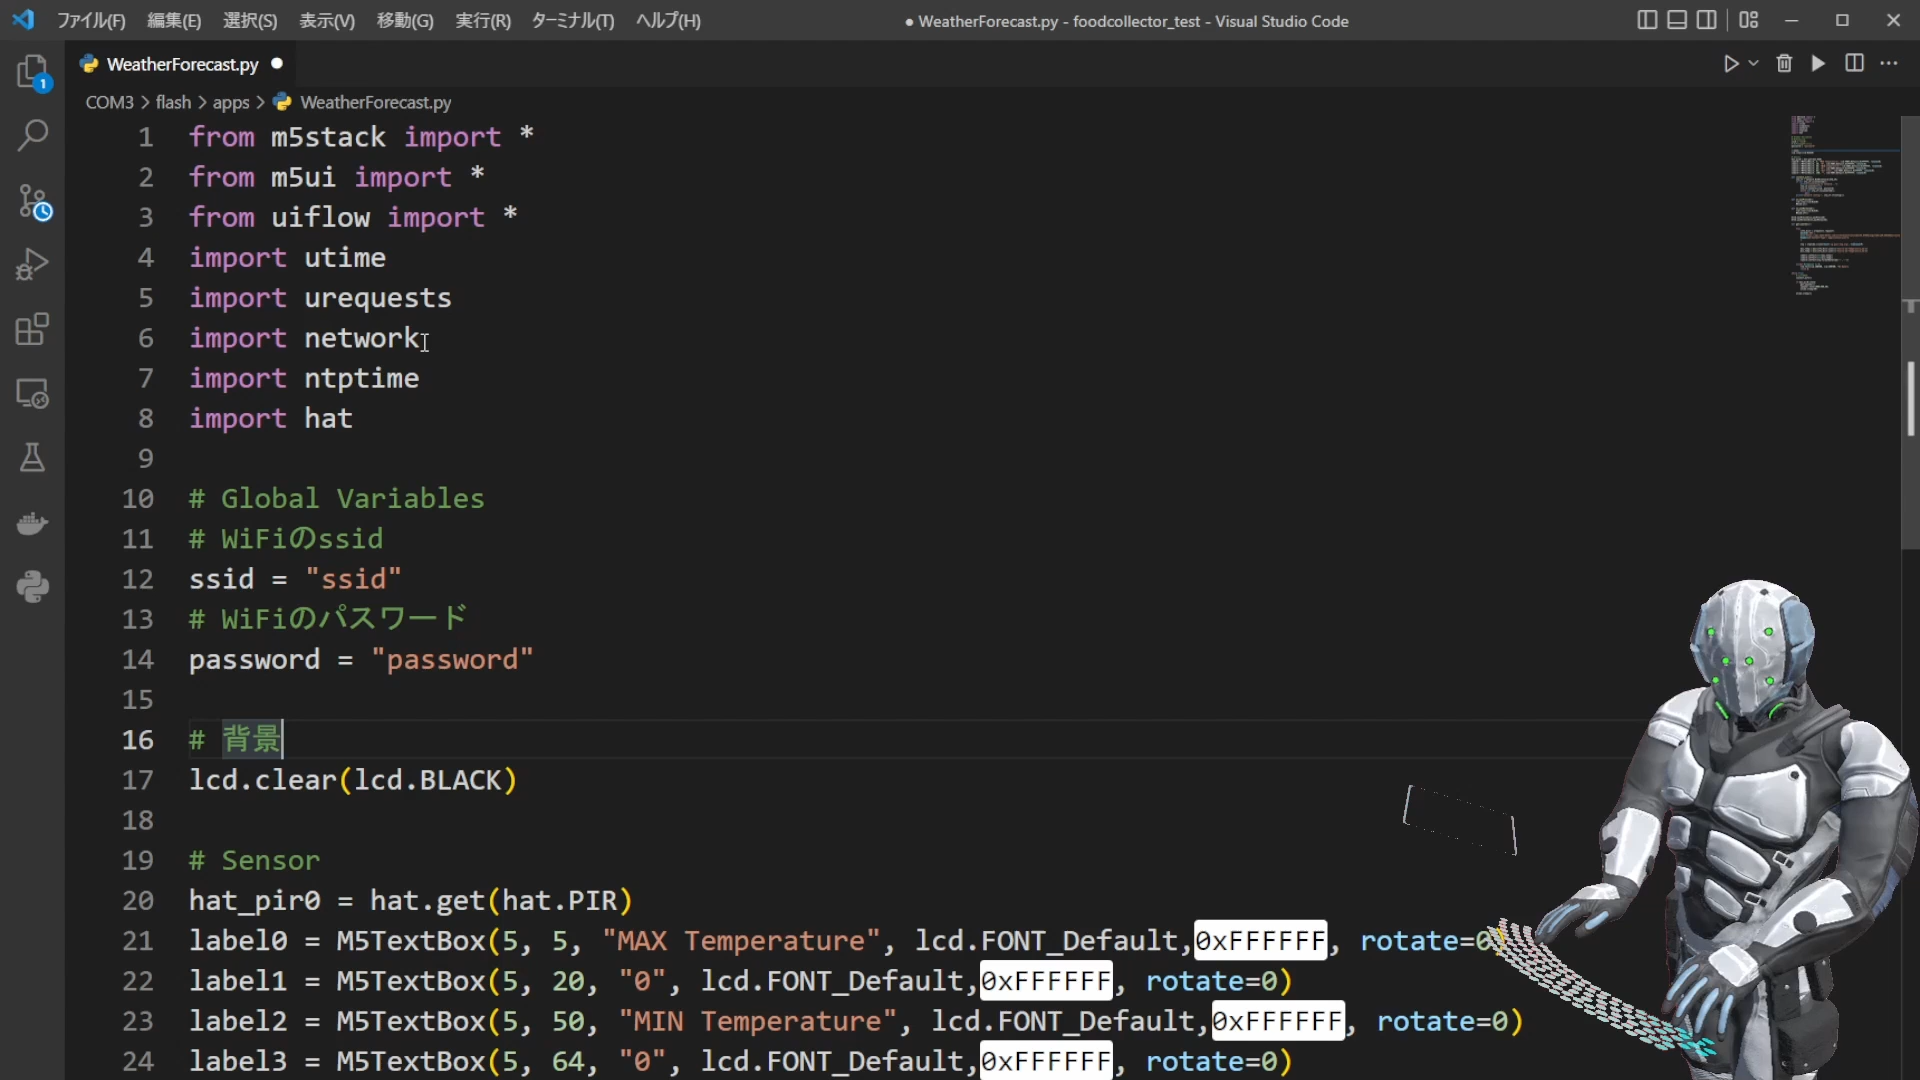 ファイル(F) 編集(E) 選択(S) 表示(V) 移動(G) 実行(R) ターミナル(T) ヘルプ(H) ● WeatherForecast.py - foodcollector_test - Visual Studio Code
WeatherForecast.py ●
COM3 > flash > apps > WeatherForecast.py
1
1 from m5stack import *
2 from m5ui import *
3 from uiflow import *
4 import utime
5 import urequests
6 import network
7 import ntptime
8 import hat
9
10 # Global Variables
11 # WiFiのssid
12 ssid = "ssid"
13 # WiFiのパスワード
14 password = "password"
15
16 # 背景
17 lcd.clear(lcd.BLACK)
18
19 # Sensor
20 hat_pir0 = hat.get(hat.PIR)
21 label0 = M5TextBox(5, 5, "MAX Temperature", lcd.FONT_Default,0xFFFFFF, rotate=0)
22 label1 = M5TextBox(5, 20, "0", lcd.FONT_Default,0xFFFFFF, rotate=0)
23 label2 = M5TextBox(5, 50, "MIN Temperature", lcd.FONT_Default,0xFFFFFF, rotate=0)
24 label3 = M5TextBox(5, 64, "0", lcd.FONT_Default,0xFFFFFF, rotate=0)